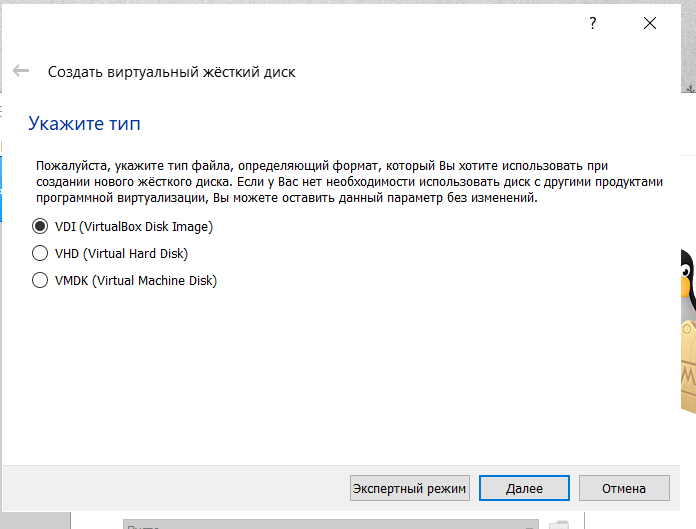 ?
Создать виртуальный жёсткий диск
Укажите тип
Пожалуйста, укажите тип файла, определяющий формат, который Вы хотите использовать при
создании нового жёсткого диска. Если у Вас нет необходимости использовать диск с другими продуктами
программной виртуализации, Вы можете оставить данный параметр без изменений.
VDI (VirtualBox Disk Image)
VHD (Virtual Hard Disk)
VMDK (Virtual Machine Disk)
Экспертный режим
Далее
Отмена